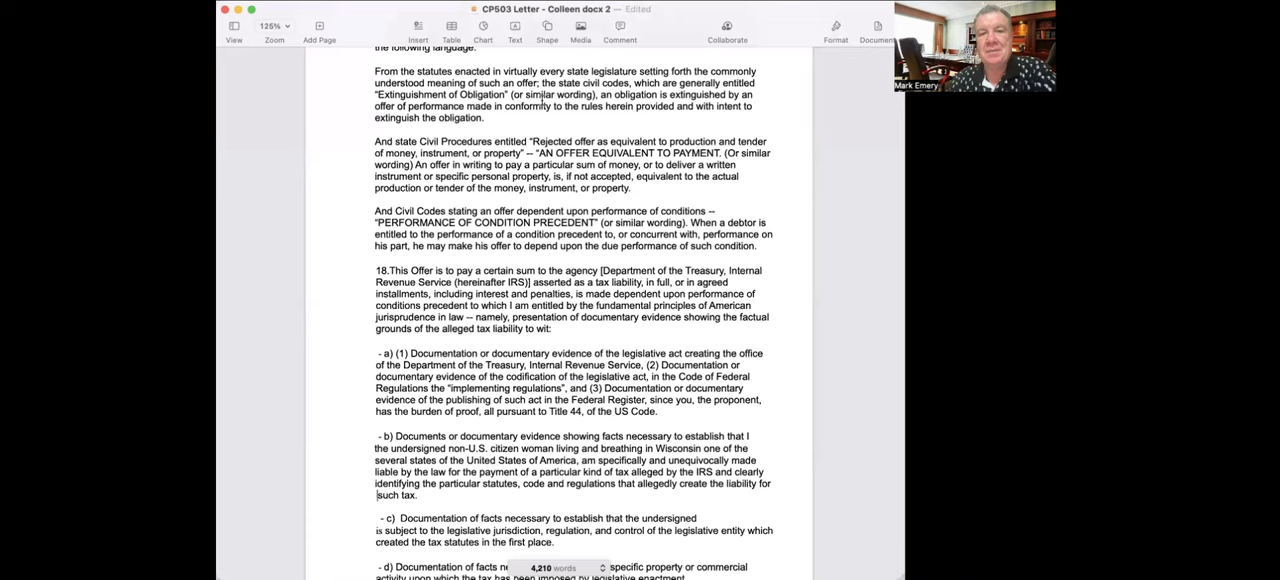 CP503 Letter - Colleen docx 2 — Edited
125%
View
Zoom
Add Page
Insert
Table
Chart
Text
Shape
Media
Comment
Collaborate
Format
Document
Mark Emery
the following language.
From the statutes enacted in virtually every state legislature setting forth the commonly
understood meaning of such an offer; the state civil codes, which are generally entitled
“Extinguishment of Obligation” (or similar wording), an obligation is extinguished by an
offer of performance made in conformity to the rules herein provided and with intent to
extinguish the obligation.
And state Civil Procedures entitled “Rejected offer as equivalent to production and tender
of money, instrument, or property” -- “AN OFFER EQUIVALENT TO PAYMENT. (Or similar
wording) An offer in writing to pay a particular sum of money, or to deliver a written
instrument or specific personal property, is, if not accepted, equivalent to the actual
production or tender of the money, instrument, or property.
And Civil Codes stating an offer dependent upon performance of conditions --
“PERFORMANCE OF CONDITION PRECEDENT” (or similar wording). When a debtor is
entitled to the performance of a condition precedent to, or concurrent with, performance on
his part, he may make his offer to depend upon the due performance of such condition.
18.This Offer is to pay a certain sum to the agency [Department of the Treasury, Internal
Revenue Service (hereinafter IRS)] asserted as a tax liability, in full, or in agreed
installments, including interest and penalties, is made dependent upon performance of
conditions precedent to which I am entitled by the fundamental principles of American
jurisprudence in law -- namely, presentation of documentary evidence showing the factual
grounds of the alleged tax liability to wit:
- a) (1) Documentation or documentary evidence of the legislative act creating the office
of the Department of the Treasury, Internal Revenue Service, (2) Documentation or
documentary evidence of the codification of the legislative act, in the Code of Federal
Regulations the “implementing regulations”, and (3) Documentation or documentary
evidence of the publishing of such act in the Federal Register, since you, the proponent,
has the burden of proof, all pursuant to Title 44, of the US Code.
- b) Documents or documentary evidence showing facts necessary to establish that I
the undersigned non-U.S. citizen woman living and breathing in Wisconsin one of the
several states of the United States of America, am specifically and unequivocally made
liable by the law for the payment of a particular kind of tax alleged by the IRS and clearly
identifying the particular statutes, code and regulations that allegedly create the liability for
such tax.
- c) Documentation of facts necessary to establish that the undersigned
is subject to the legislative jurisdiction, regulation, and control of the legislative entity which
created the tax statutes in the first place.
- d) Documentation of facts ne specific property or commercial
activity upon which the tax has been imposed by legislative enactment
4,210 words